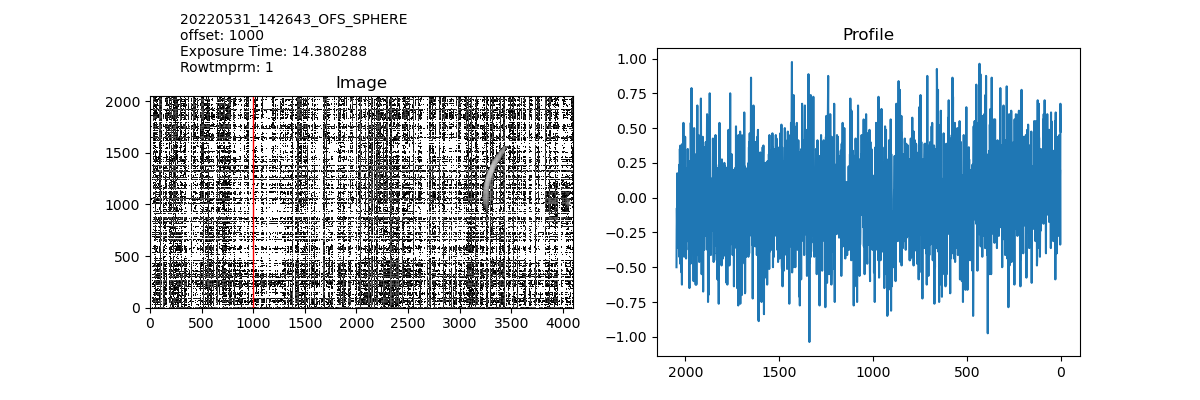 20220531_142643_OFS_SPHERE
offset: 1000
Exposure Time: 14.380288
Rowtmprm: 1
Image
2000
1500
1000
500
0
0 500 1000 1500 2000 2500 3000 3500 4000
Profile
1.00
0.75
0.50
0.25
0.00
−0.25
−0.50
−0.75
−1.00
2000 1500 1000 500 0